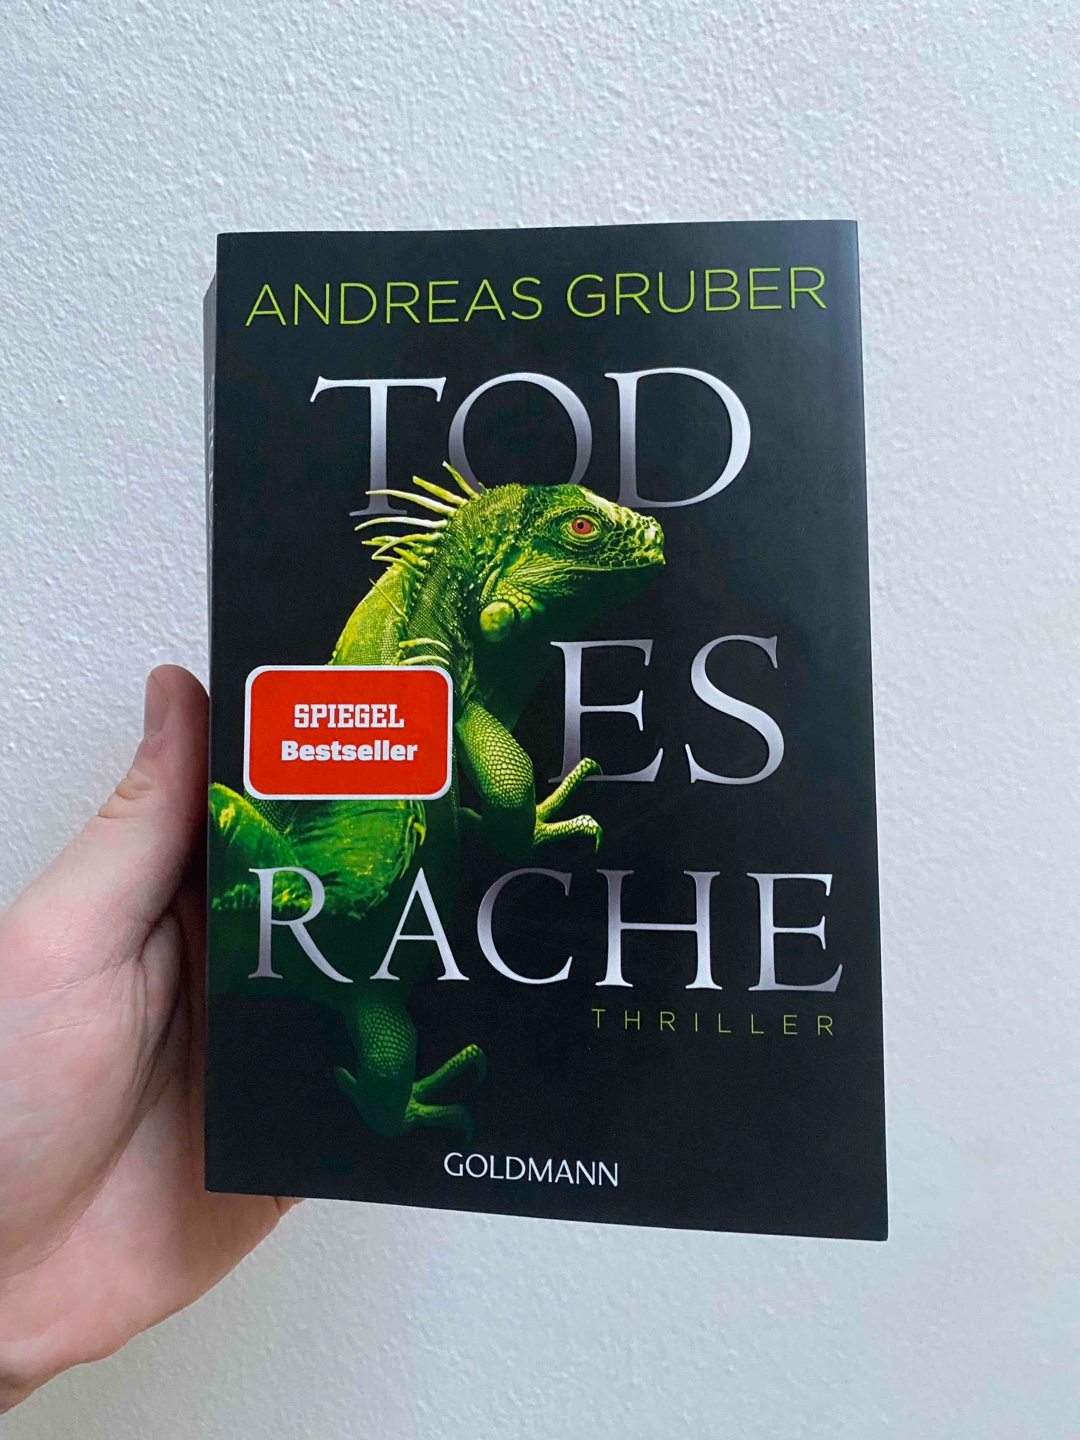 ANDREAS GRUBER
TOD
ES
SPIEGEL
Bestseller
RACHE
THRILLER
GOLDMANN